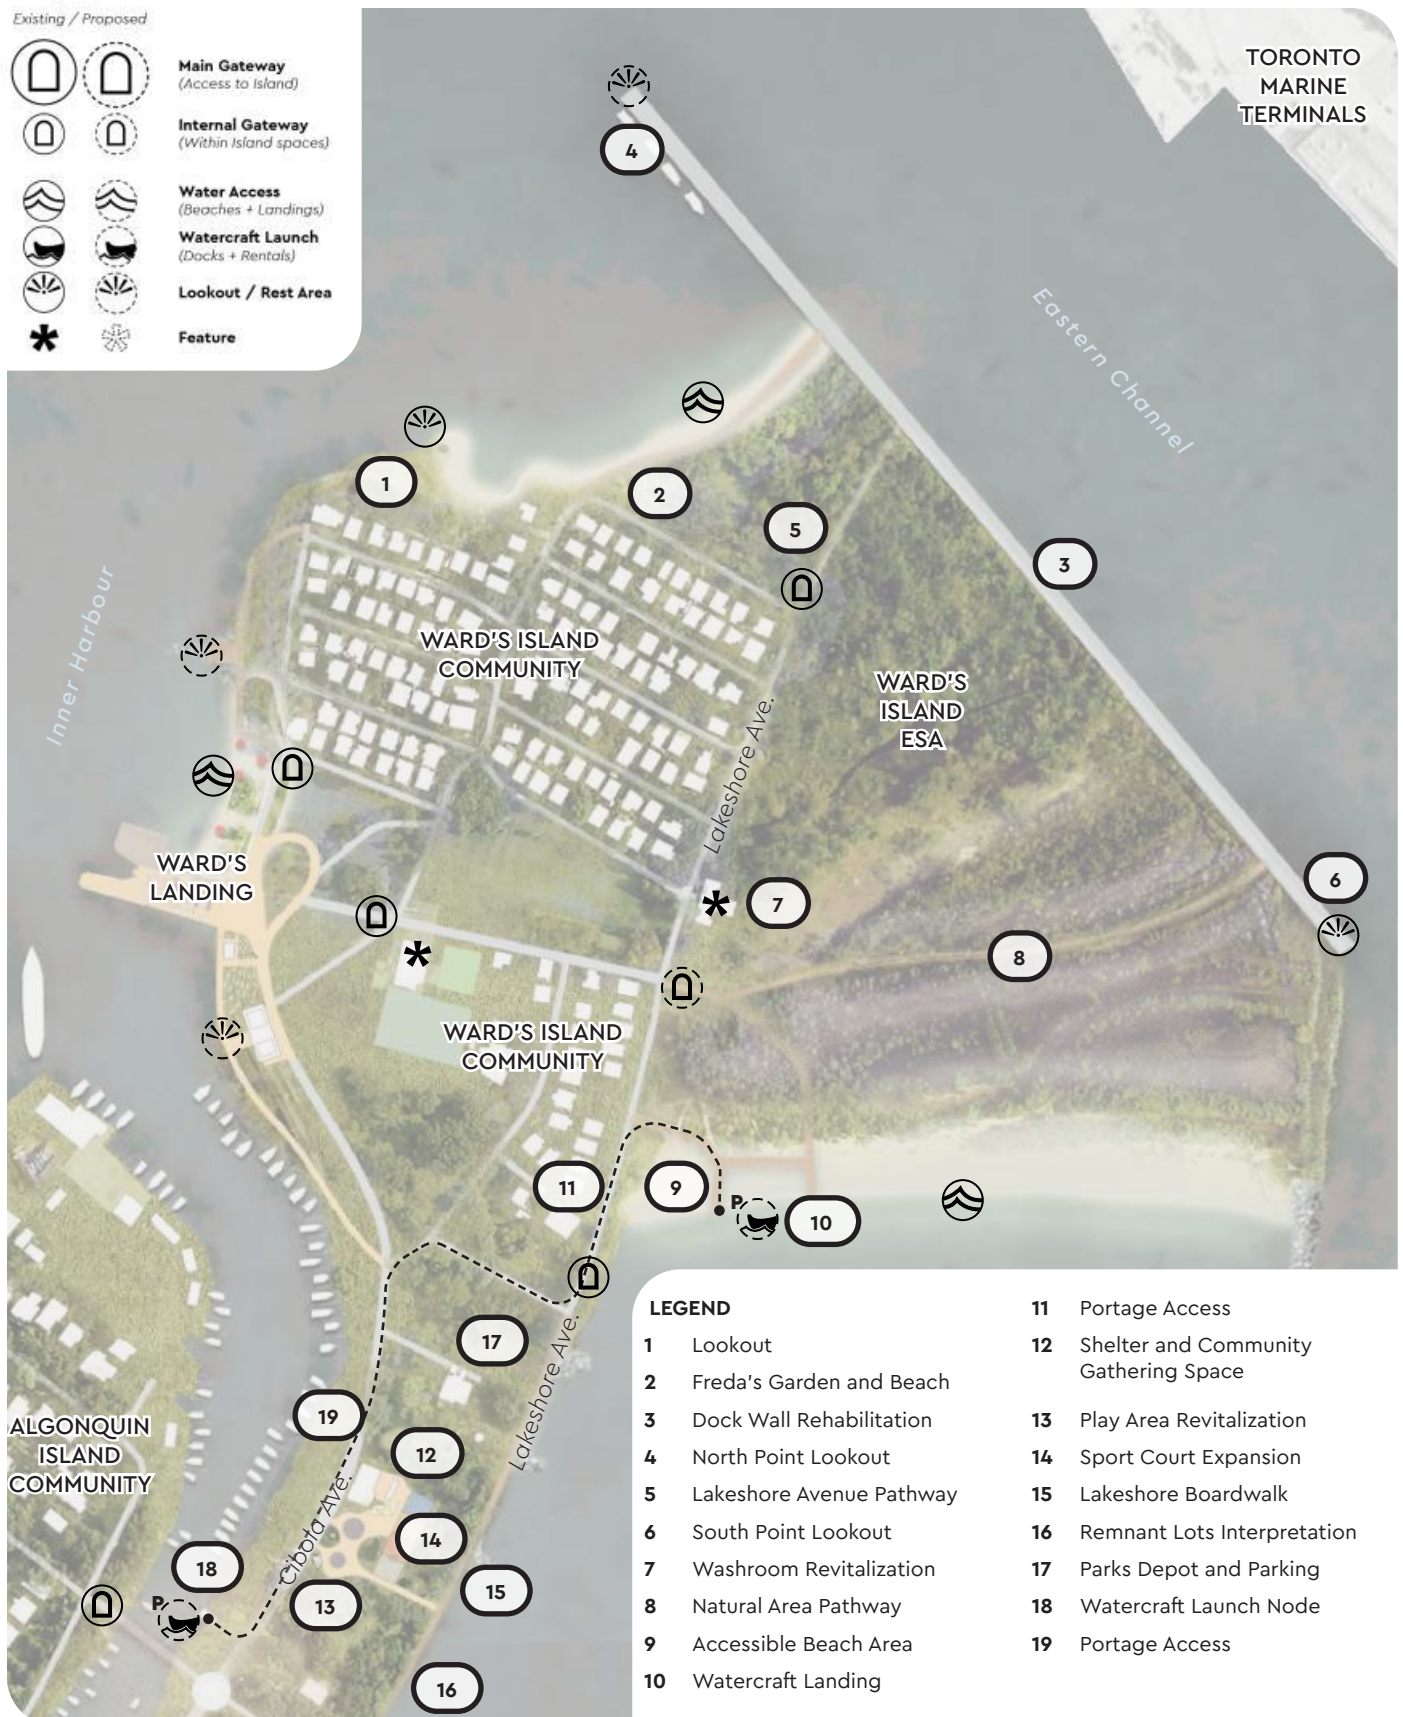 Existing / Proposed
Main Gateway
(Access to Island)
Internal Gateway
(Within Island spaces)
Water Access
(Beaches + Landings)
Watercraft Launch
(Docks + Rentals)
Lookout / Rest Area
Feature
TORONTO
MARINE
TERMINALS
4
Eastern Channel
1
2
5
3
Inner Harbour
WARD'S ISLAND
COMMUNITY
WARD'S
ISLAND
ESA
Lakeshore Ave.
WARD'S
LANDING
6
7
8
WARD'S ISLAND
COMMUNITY
11
9
P
10
17
Lakeshore Ave.
19
ALGONQUIN
ISLAND
COMMUNITY
12
Cibola Ave.
14
18
15
P
13
16
LEGEND
1 Lookout
2 Freda's Garden and Beach
3 Dock Wall Rehabilitation
4 North Point Lookout
5 Lakeshore Avenue Pathway
6 South Point Lookout
7 Washroom Revitalization
8 Natural Area Pathway
9 Accessible Beach Area
10 Watercraft Landing
11 Portage Access
12 Shelter and Community
Gathering Space
13 Play Area Revitalization
14 Sport Court Expansion
15 Lakeshore Boardwalk
16 Remnant Lots Interpretation
17 Parks Depot and Parking
18 Watercraft Launch Node
19 Portage Access